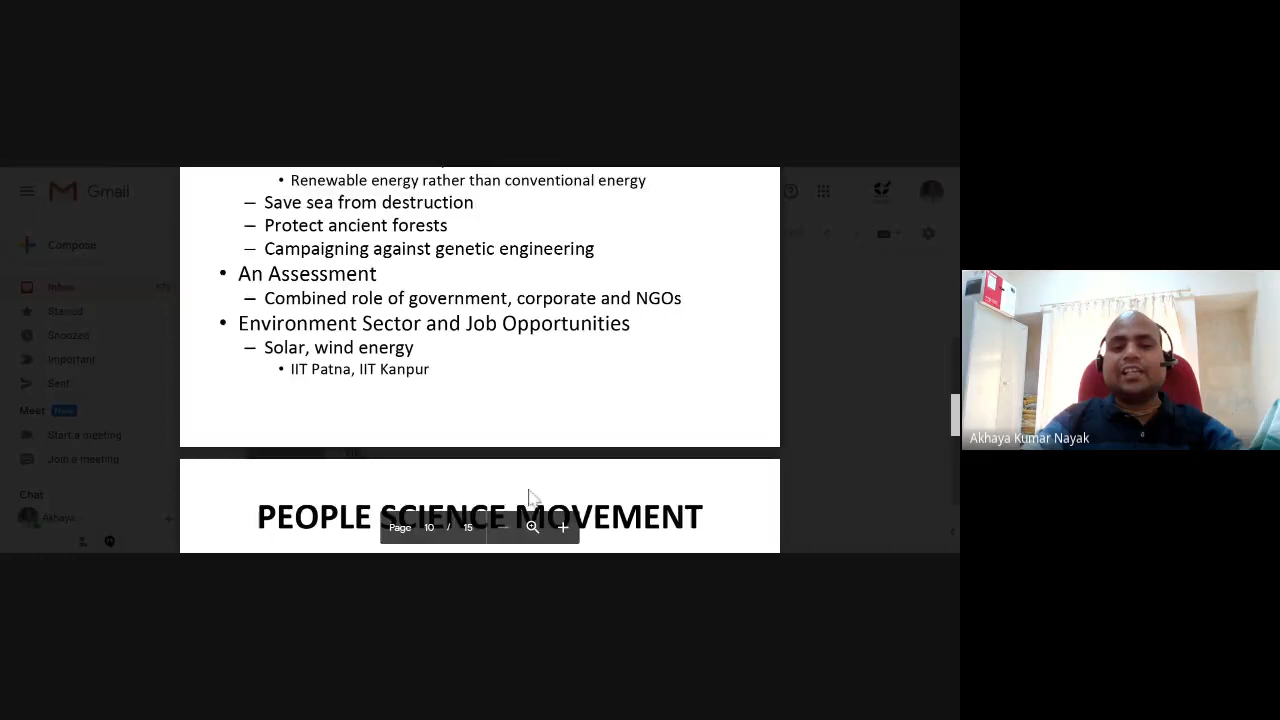 • Renewable energy rather than conventional energy
Gmail
– Save sea from destruction
– Protect ancient forests
Compose
– Campaigning against genetic engineering
• An Assessment
Inbox
– Combined role of government, corporate and NGOs
Starred
• Environment Sector and Job Opportunities
Snoozed
– Solar, wind energy
Important
• IIT Patna, IIT Kanpur
Sent
Meet New
Start a meeting
Akhaya Kumar Nayak
Join a meeting
Chat
Akhaya
PEOPLE SCIENCE MOVEMENT
Page 10 / 15